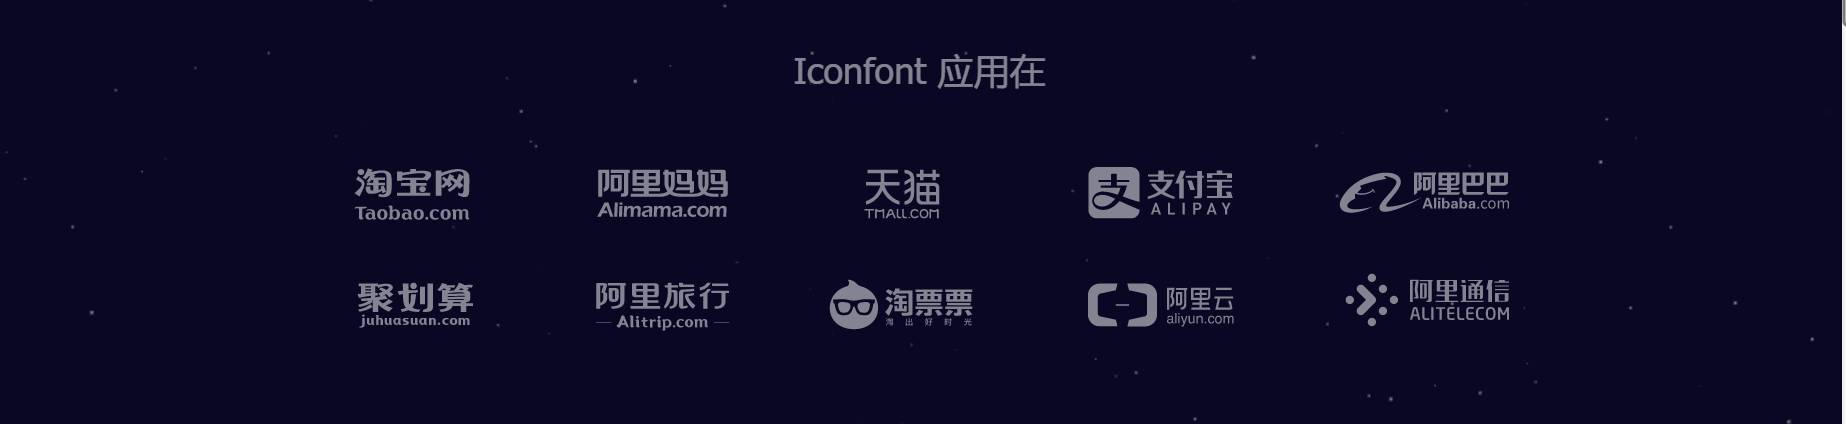 Iconfont 应用在
淘宝网
Taobao.com
阿里妈妈
Alimama.com
天猫
TMALL.COM
支 支付宝
ALIPAY
阿里巴巴
Alibaba.com
聚划算
juhuasuan.com
阿里旅行
Alitrip.com
淘票票
淘出好时光
阿里云
aliyun.com
阿里通信
ALITELECOM